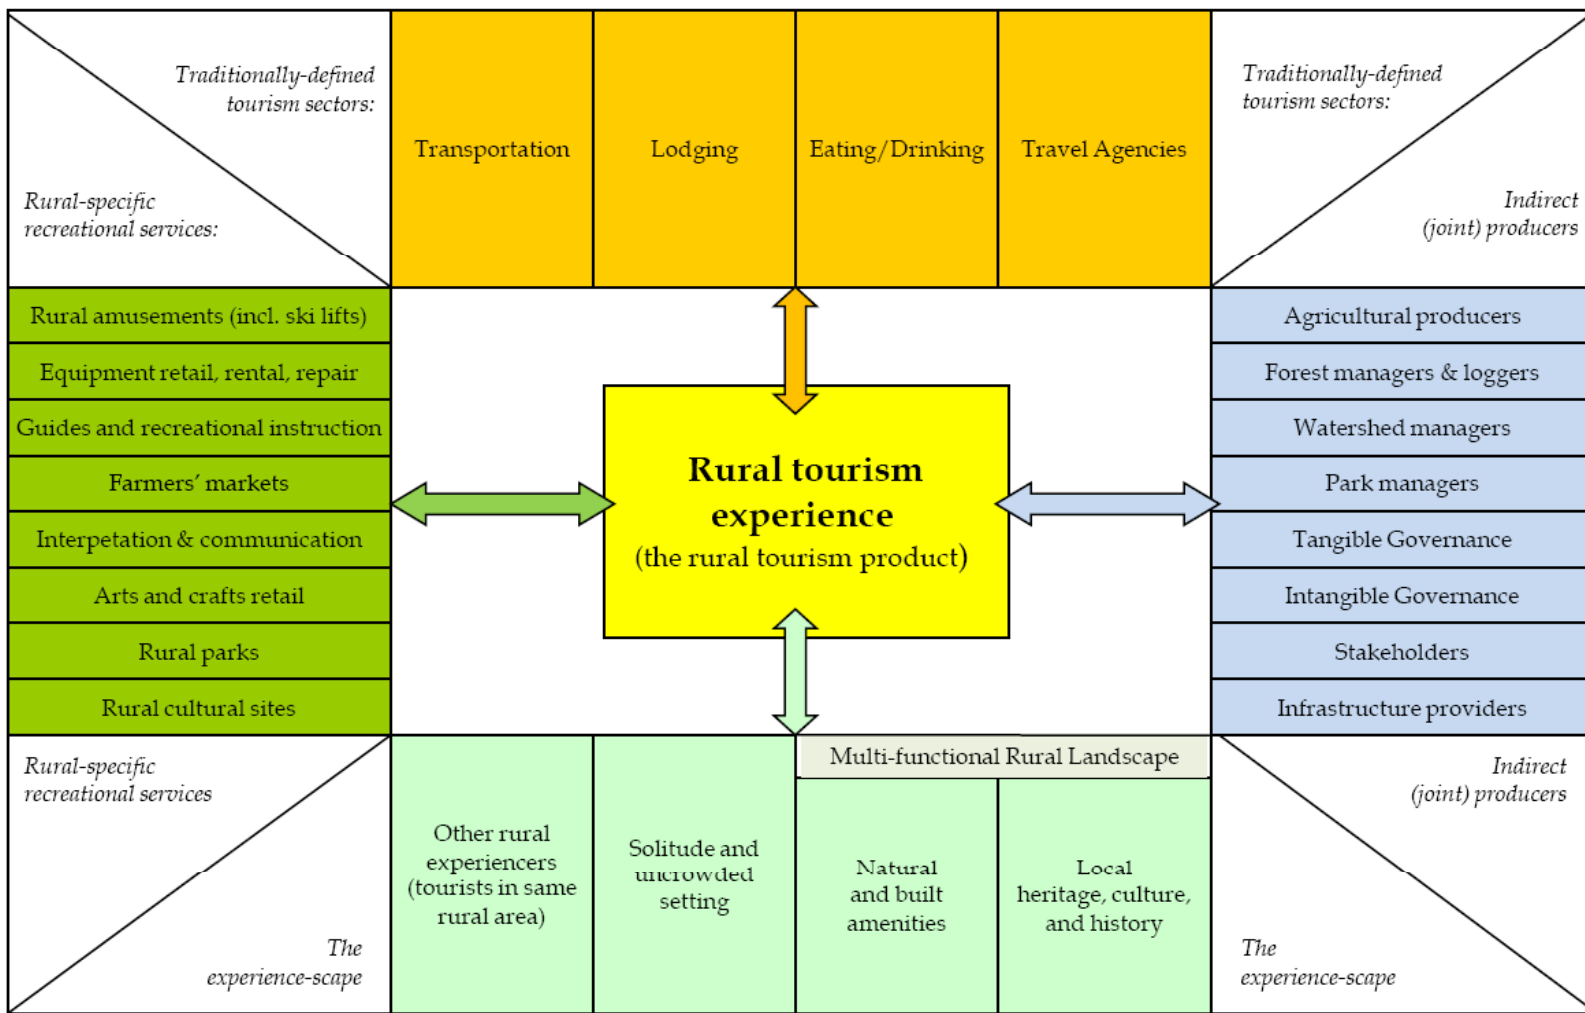 Traditionally-defined
tourism sectors:
Rural-specific
recreational services:
Transportation
Lodging
Eating/Drinking
Travel Agencies
Traditionally-defined
tourism sectors:
Indirect
(joint) producers
Rural amusements (incl. ski lifts)
Equipment retail, rental, repair
Guides and recreational instruction
Farmers’ markets
Interpetation & communication
Arts and crafts retail
Rural parks
Rural cultural sites
Rural tourism
experience
(the rural tourism product)
Agricultural producers
Forest managers & loggers
Watershed managers
Park managers
Tangible Governance
Intangible Governance
Stakeholders
Infrastructure providers
Rural-specific
recreational services
The
experience-scape
Other rural
experiencers
(tourists in same
rural area)
Solitude and
uncrowded
setting
Multi-functional Rural Landscape
Natural
and built
amenities
Local
heritage, culture,
and history
Indirect
(joint) producers
The
experience-scape